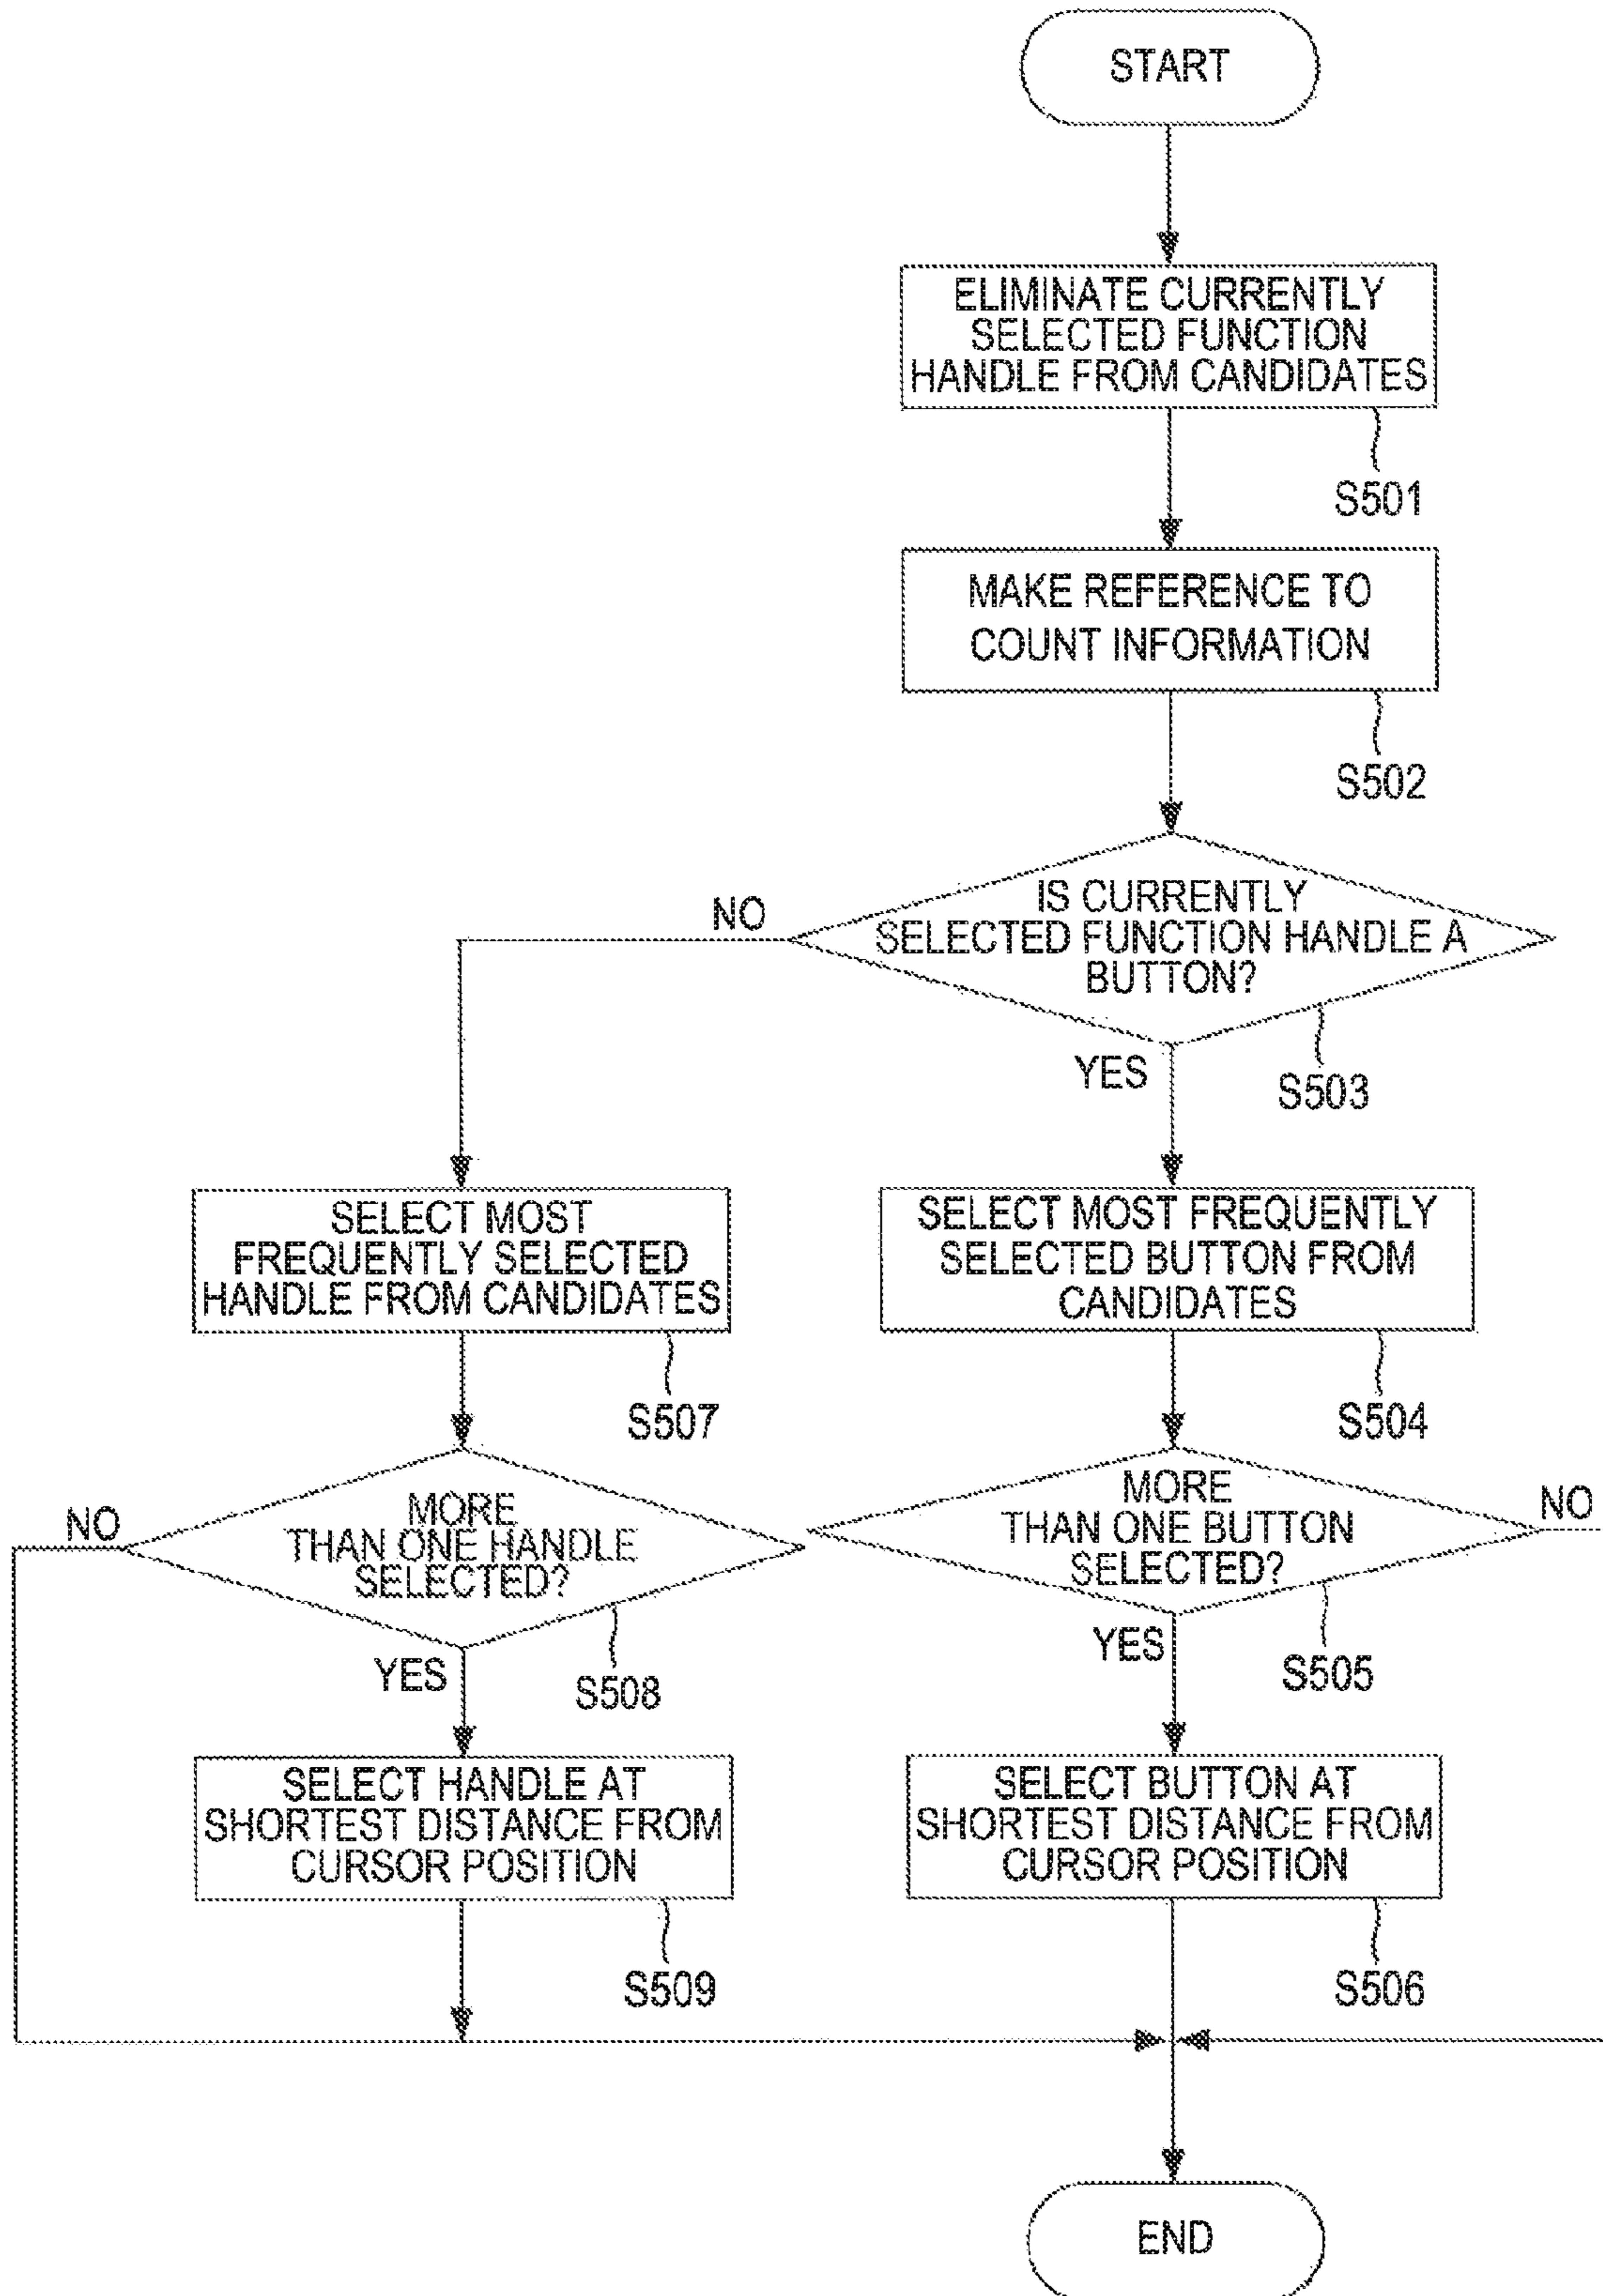 START
ELIMINATE CURRENTLY
SELECTED FUNCTION
HANDLE FROM CANDIDATES
S501
MAKE REFERENCE TO
COUNT INFORMATION
S502
IS CURRENTLY
SELECTED FUNCTION HANDLE A
BUTTON?
NO
YES
S503
SELECT MOST
FREQUENTLY SELECTED
HANDLE FROM CANDIDATES
S507
SELECT MOST FREQUENTLY
SELECTED BUTTON FROM
CANDIDATES
S504
MORE
THAN ONE HANDLE
SELECTED?
NO
YES
S508
MORE
THAN ONE BUTTON
SELECTED?
NO
YES
S505
SELECT HANDLE AT
SHORTEST DISTANCE FROM
CURSOR POSITION
S509
SELECT BUTTON AT
SHORTEST DISTANCE FROM
CURSOR POSITION
S506
END